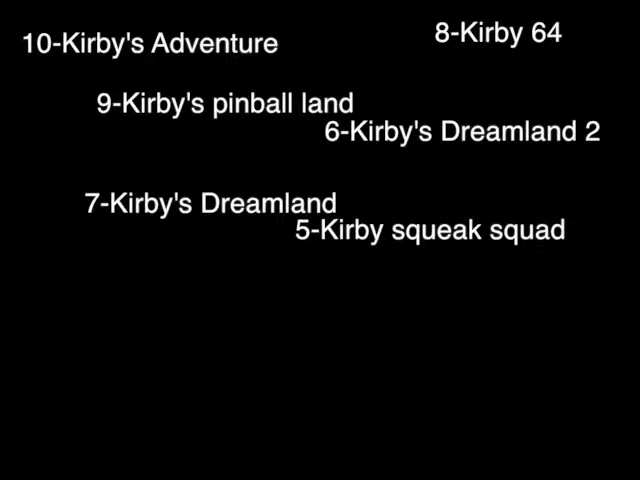 10-Kirby's Adventure
8-Kirby 64
9-Kirby's pinball land
6-Kirby's Dreamland 2
7-Kirby's Dreamland
5-Kirby squeak squad